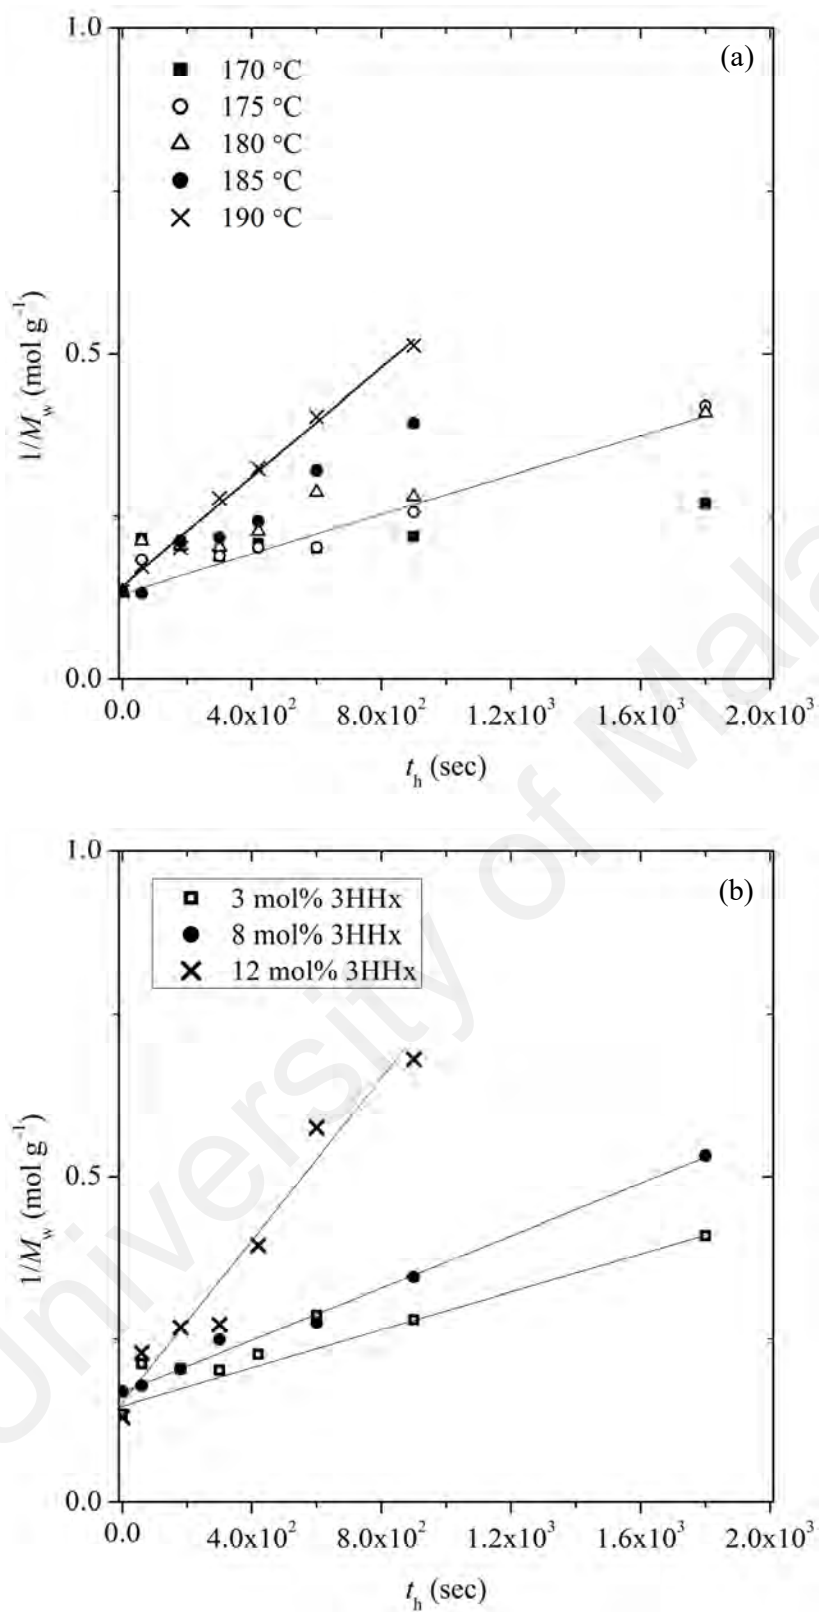 (a)
170 °C
175 °C
180 °C
185 °C
190 °C
1.0
0.5
0.0
1/Mw (mol g⁻¹)
0.0 4.0x10² 8.0x10² 1.2x10³ 1.6x10³ 2.0x10³
th (sec)
(b)
3 mol% 3HHx
8 mol% 3HHx
12 mol% 3HHx
1.0
0.5
0.0
1/Mw (mol g⁻¹)
0.0 4.0x10² 8.0x10² 1.2x10³ 1.6x10³ 2.0x10³
th (sec)
University of Mala